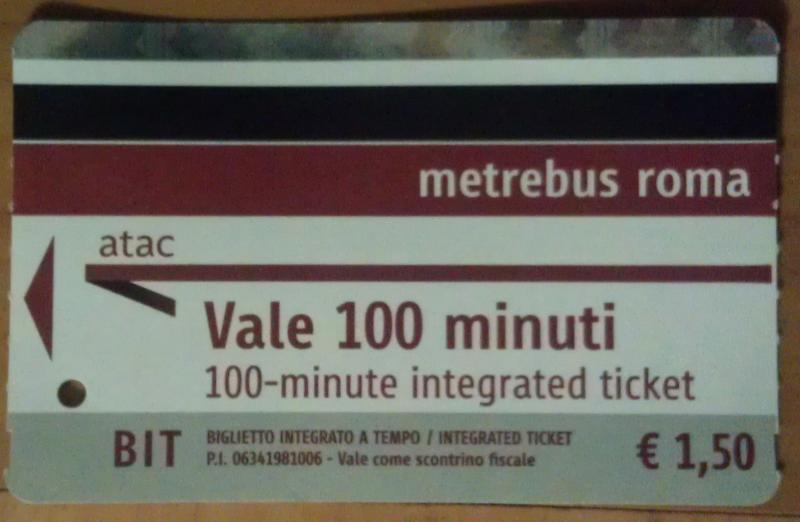 metrebus roma
atac
Vale 100 minuti
100-minute integrated ticket
BIT
BIGLIETTO INTEGRATO A TEMPO / INTEGRATED TICKET
P.I. 06341981006 - Vale come scontrino fiscale
€ 1,50